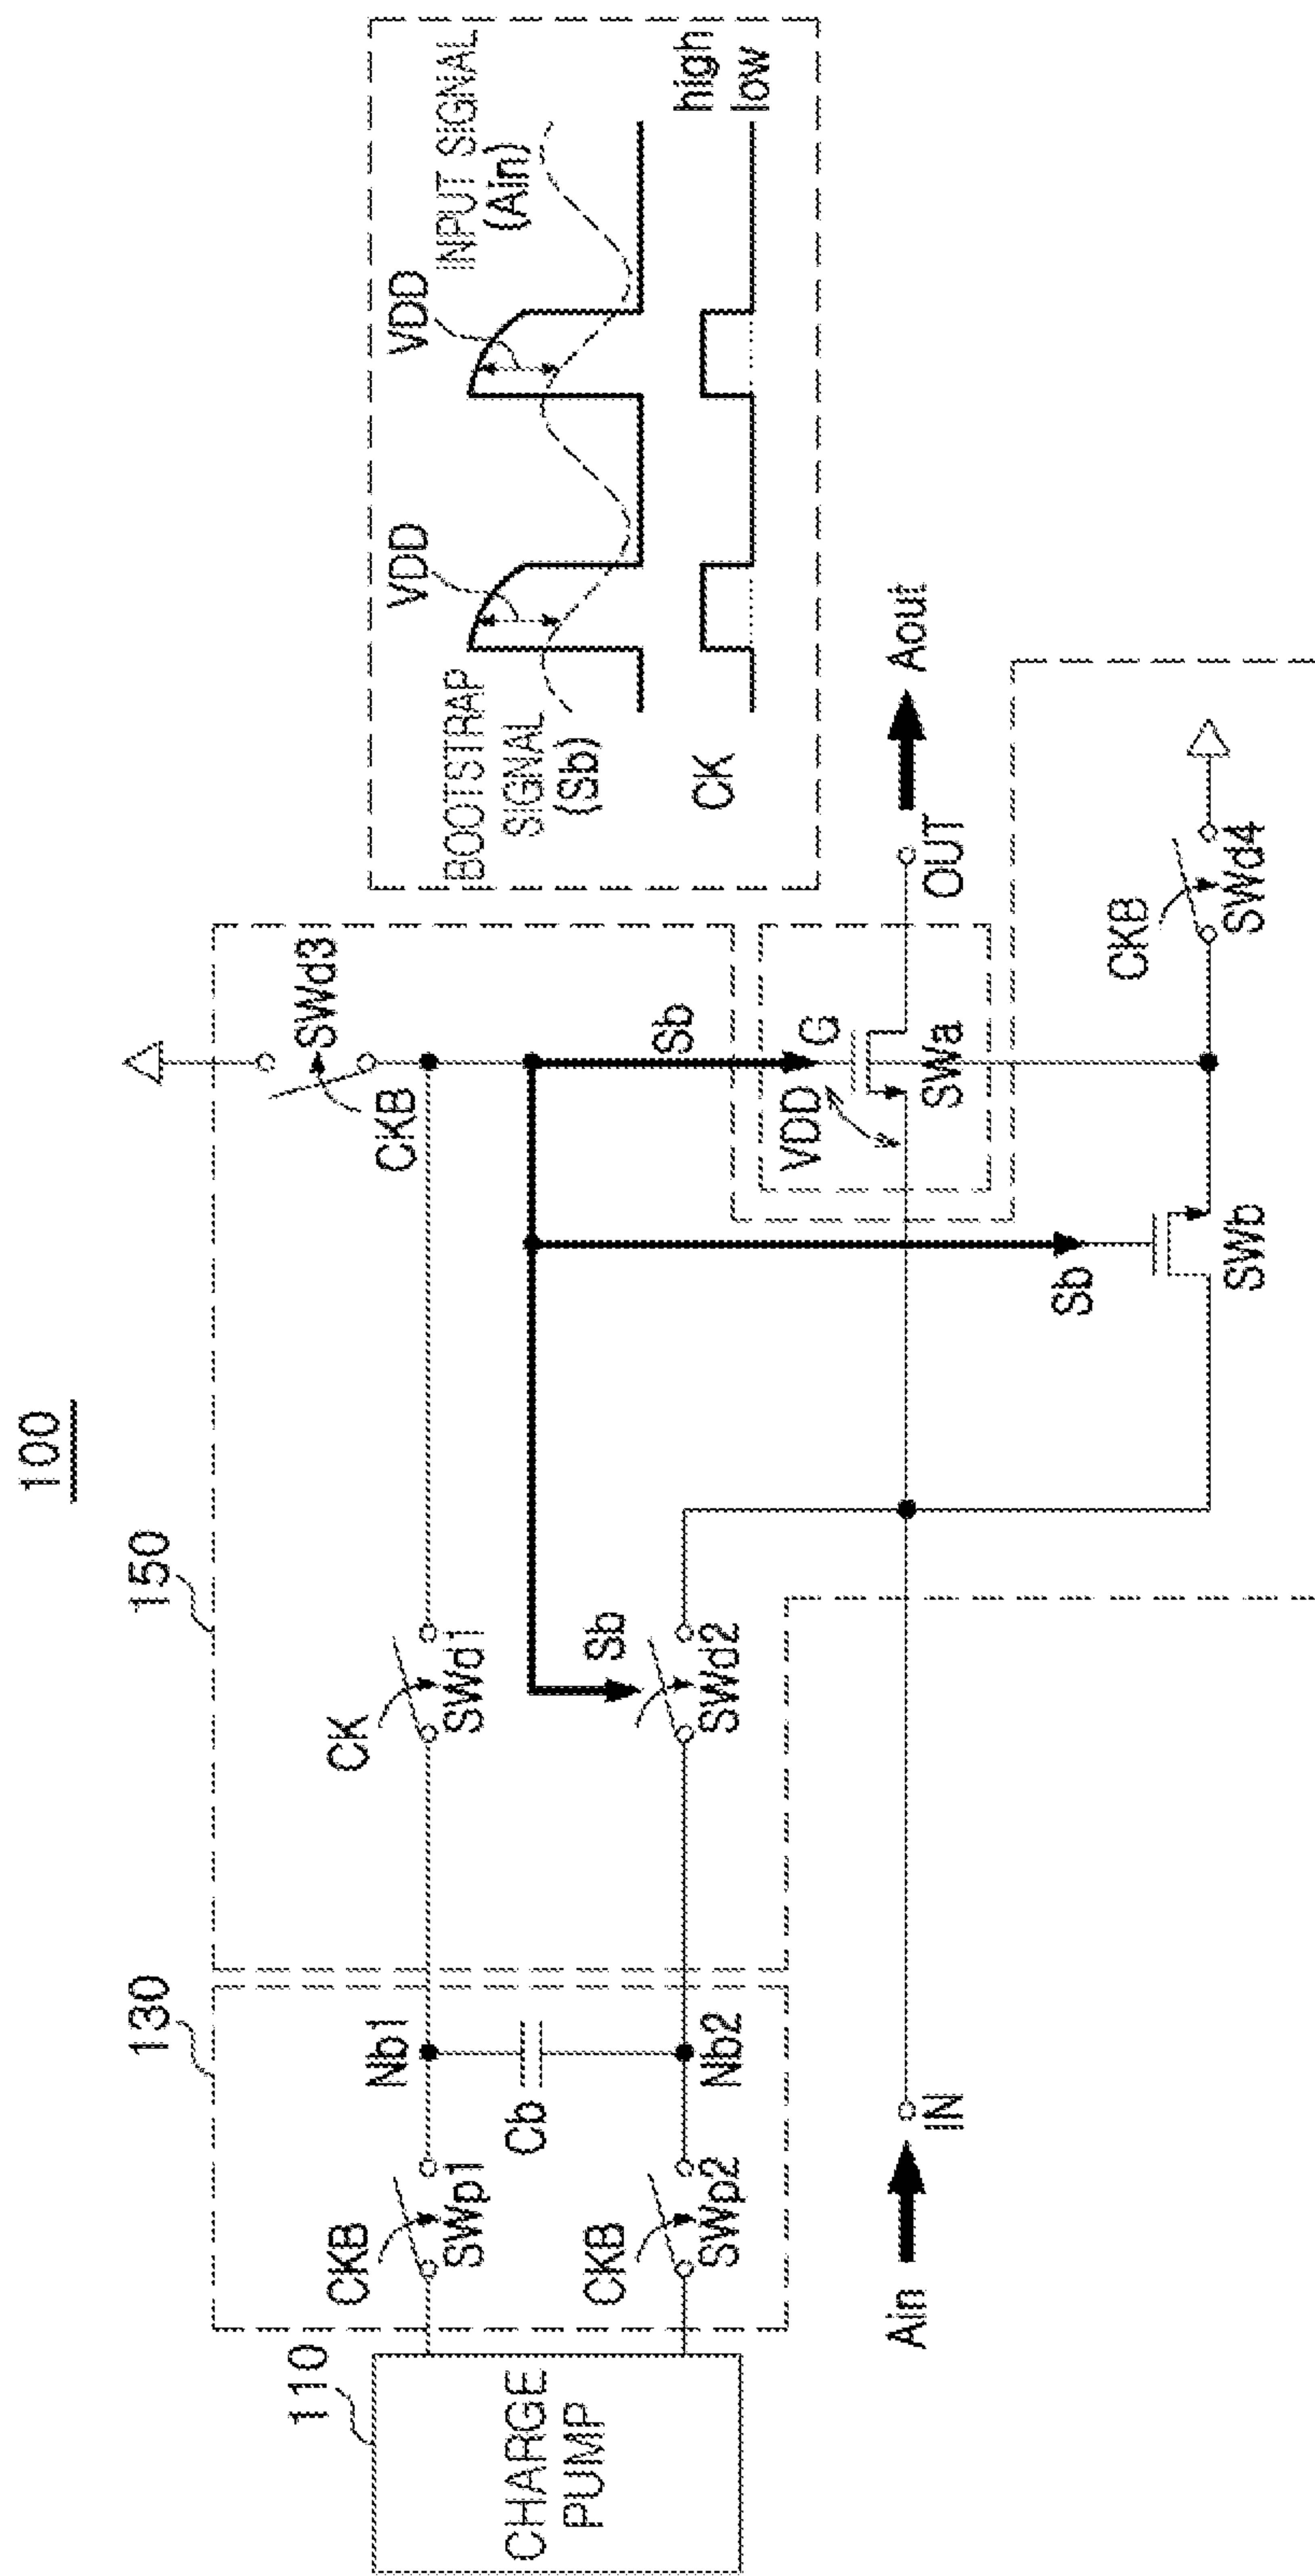 100
110
130
150
CHARGE
PUMP
CKB
SWp1
CKB
SWp2
Cb
Nb1
Nb2
CK
SWd1
Sb
SWd2
CKB
SWd3
Sb
G
VDD
SWa
Sb
SWb
CKB
SWd4
Ain
IN
OUT
Aout
BOOTSTRAP
SIGNAL
(Sb)
VDD
VDD
INPUT SIGNAL
(Ain)
CK
high
low